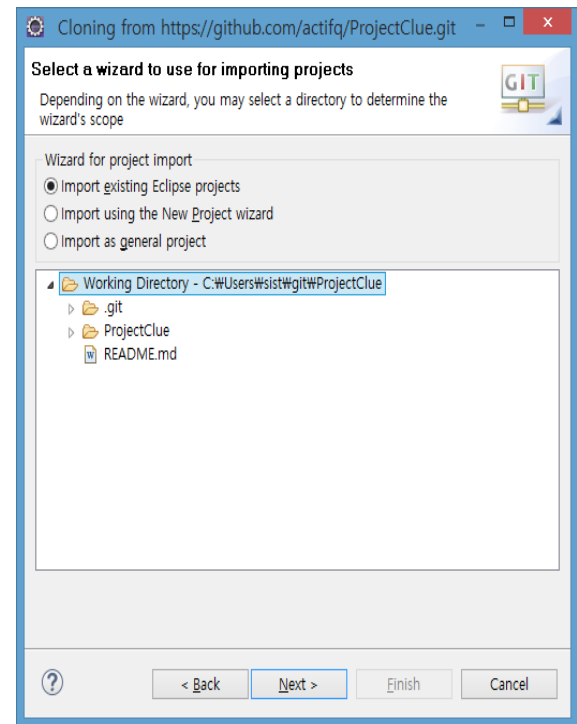 Cloning from https://github.com/actifq/ProjectClue.git
Select a wizard to use for importing projects
Depending on the wizard, you may select a directory to determine the
wizard's scope
GIT
Wizard for project import
Import existing Eclipse projects
Import using the New Project wizard
Import as general project
Working Directory - C:₩Users₩sist₩git₩ProjectClue
.git
ProjectClue
README.md
< Back
Next >
Finish
Cancel